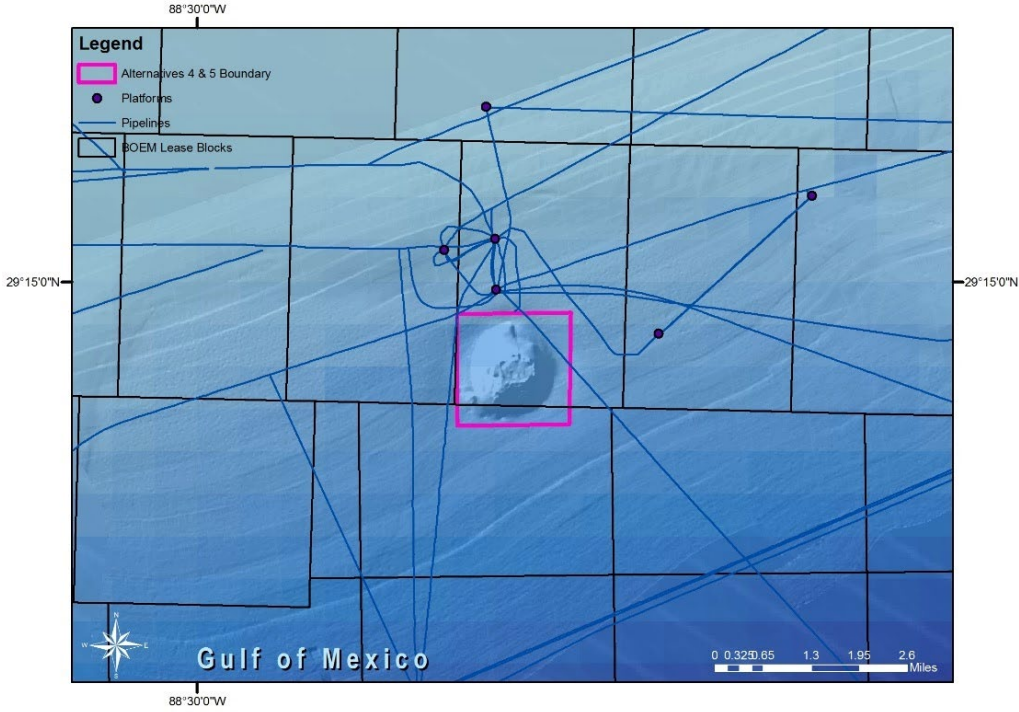 88°30'0"W
Legend
Alternatives 4 & 5 Boundary
Platforms
Pipelines
BOEM Lease Blocks
29°15'0"N
29°15'0"N
N
W
E
S
Gulf of Mexico
0 0.325 0.65 1.3 1.95 2.6
Miles
88°30'0"W